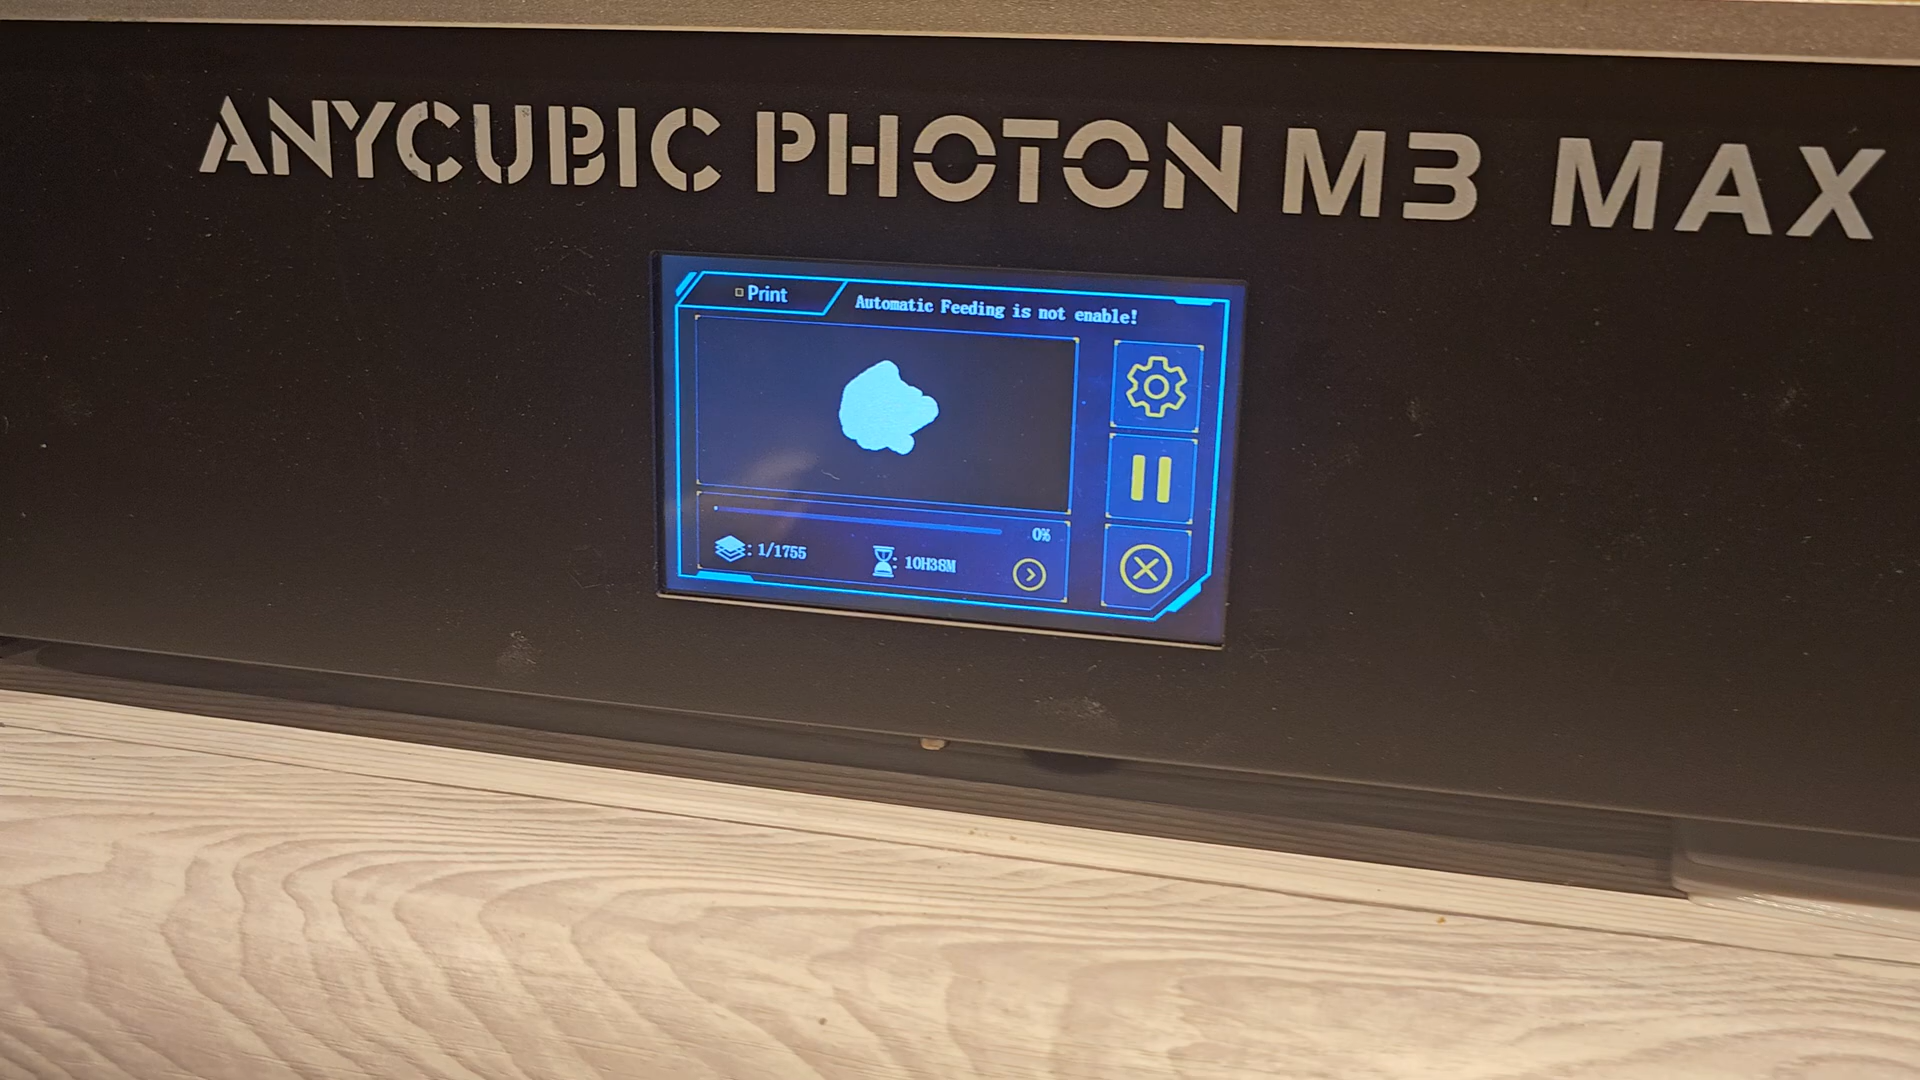 ANYCUBIC PHOTON M3 MAX
Print
Automatic Feeding is not enable!
0%
: 1/1755
: 10H38M